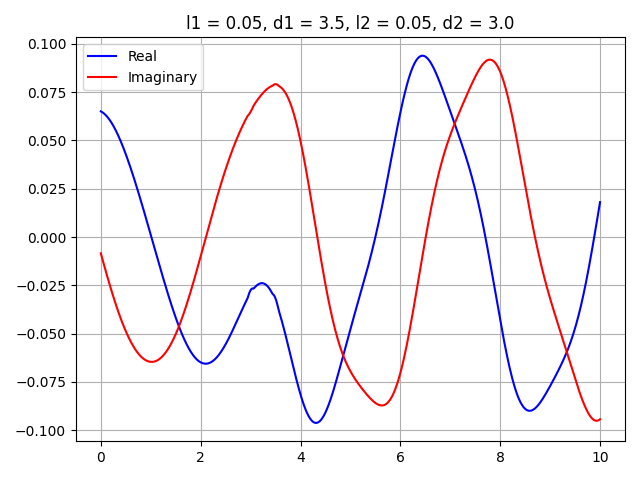 l1 = 0.05, d1 = 3.5, l2 = 0.05, d2 = 3.0
Real
Imaginary
0.100
0.075
0.050
0.025
0.000
−0.025
−0.050
−0.075
−0.100
0 2 4 6 8 10